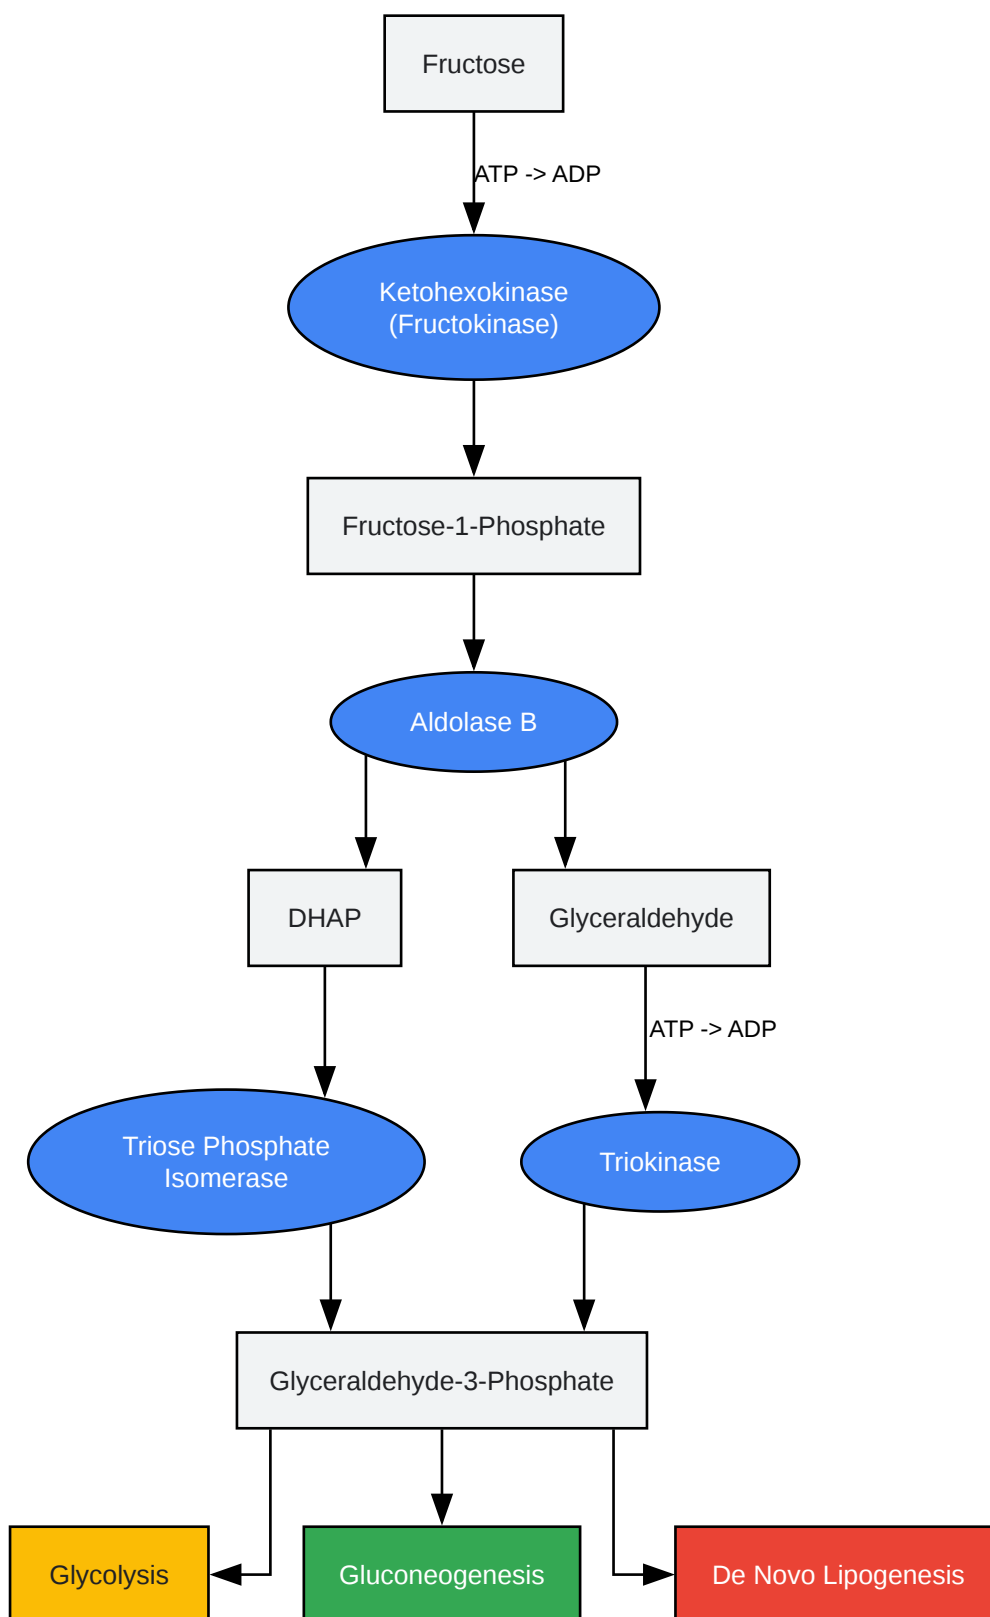 Fructose
ATP -> ADP
Ketohexokinase
(Fructokinase)
Fructose-1-Phosphate
Aldolase B
DHAP
Glyceraldehyde
ATP -> ADP
Triose Phosphate
Isomerase
Triokinase
Glyceraldehyde-3-Phosphate
Glycolysis
Gluconeogenesis
De Novo Lipogenesis